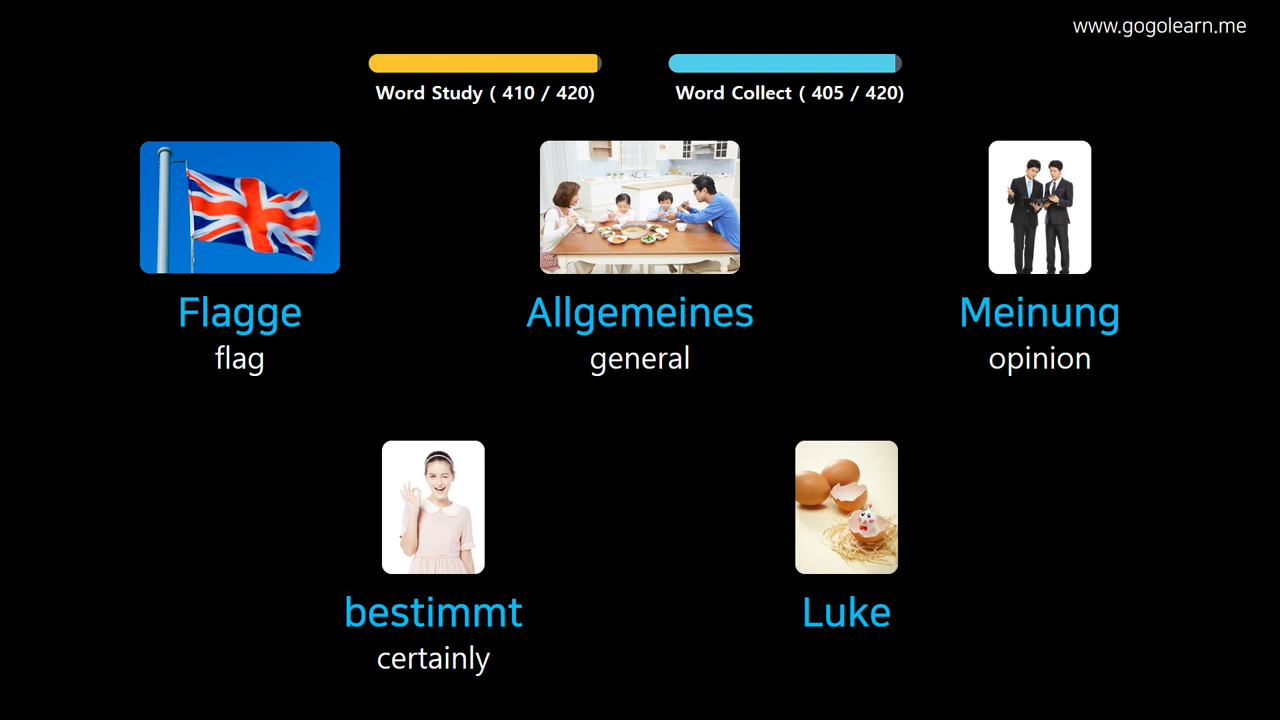 www.gogolearn.me
Word Study ( 410 / 420)
Word Collect ( 405 / 420)
Flagge
flag
Allgemeines
general
Meinung
opinion
bestimmt
certainly
Luke